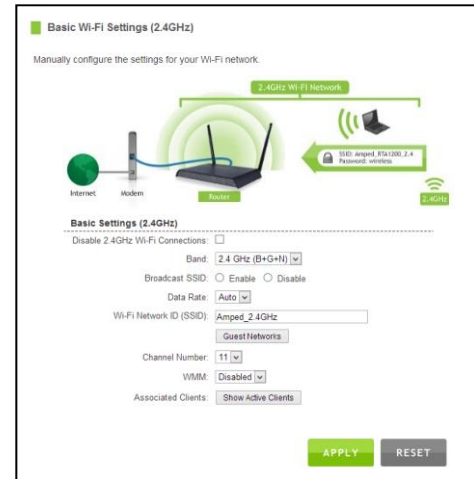 Basic Wi-Fi Settings (2.4GHz)
Manually configure the settings for your Wi-Fi network.
2.4GHz Wi-Fi Network
SSID: Amped_RTA1200_2.4
Password: wireless
Internet
Modem
Router
2.4GHz
Basic Settings (2.4GHz)
Disable 2.4GHz Wi-Fi Connections:
Band: 2.4 GHz (B+G+N)
Broadcast SSID: Enable Disable
Data Rate: Auto
Wi-Fi Network ID (SSID): Amped_2.4GHz
Guest Networks
Channel Number: 11
WMM: Disabled
Associated Clients: Show Active Clients
APPLY RESET